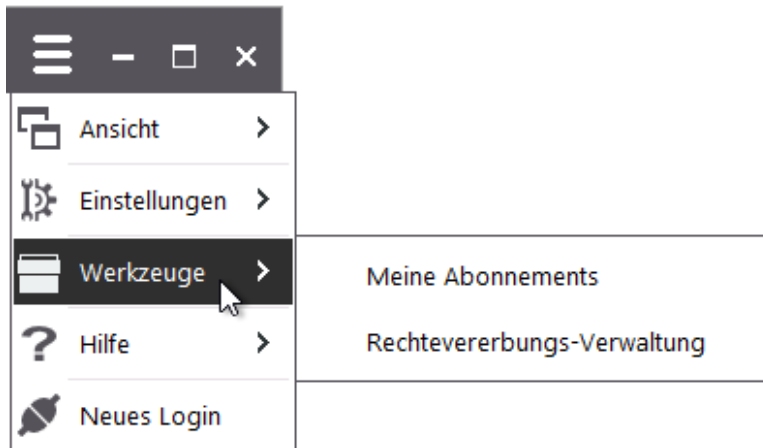 Ansicht
Einstellungen
Werkzeuge
Meine Abonnements
Rechtevererbungs-Verwaltung
Hilfe
Neues Login